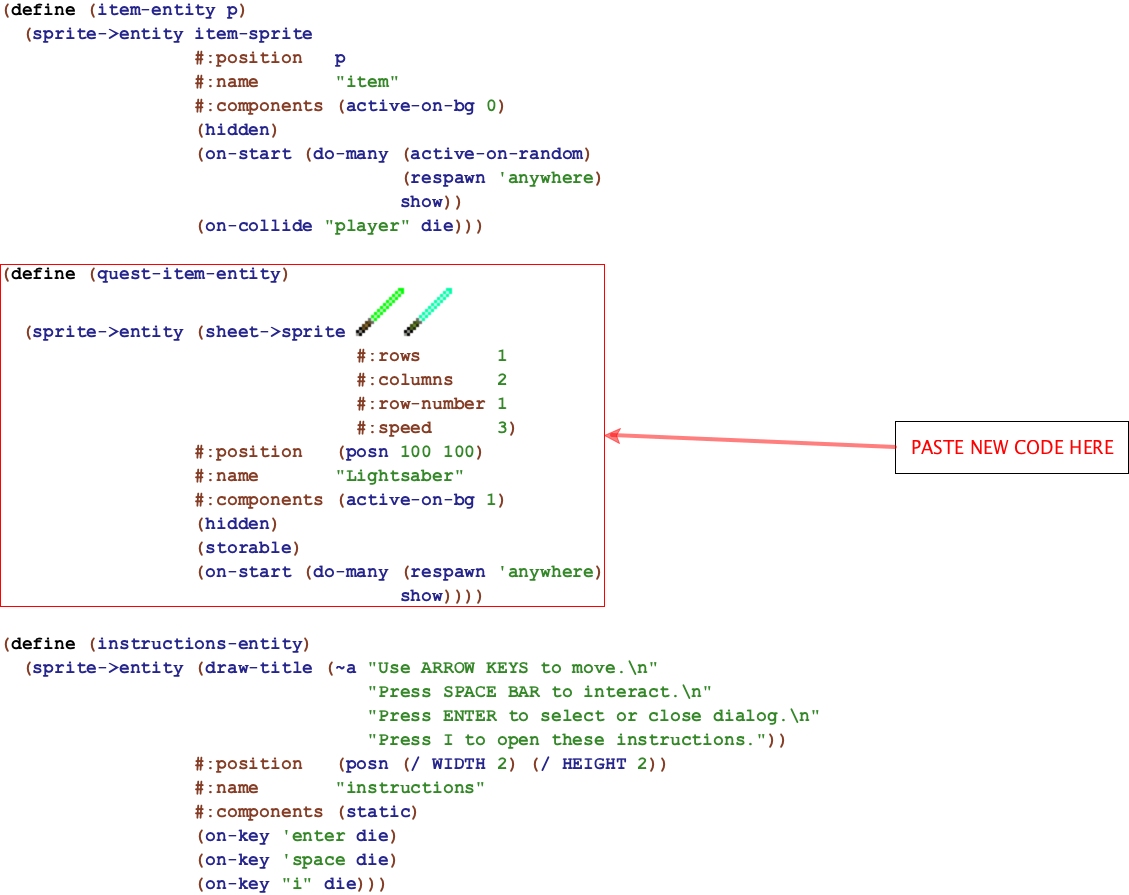 (define (item-entity p)
  (sprite->entity item-sprite
                  #:position   p
                  #:name       "item"
                  #:components (active-on-bg 0)
                  (hidden)
                  (on-start (do-many (active-on-random)
                                     (respawn 'anywhere)
                                     show))
                  (on-collide "player" die)))
(define (quest-item-entity)
  (sprite->entity (sheet->sprite
                                 #:rows       1
                                 #:columns    2
                                 #:row-number 1
                                 #:speed      3)
                  #:position   (posn 100 100)
                  #:name       "Lightsaber"
                  #:components (active-on-bg 1)
                  (hidden)
                  (storable)
                  (on-start (do-many (respawn 'anywhere)
                                     show))))
PASTE NEW CODE HERE
(define (instructions-entity)
  (sprite->entity (draw-title (~a "Use ARROW KEYS to move.\n"
                                  "Press SPACE BAR to interact.\n"
                                  "Press ENTER to select or close dialog.\n"
                                  "Press I to open these instructions."))
                  #:position   (posn (/ WIDTH 2) (/ HEIGHT 2))
                  #:name       "instructions"
                  #:components (static)
                  (on-key 'enter die)
                  (on-key 'space die)
                  (on-key "i" die)))